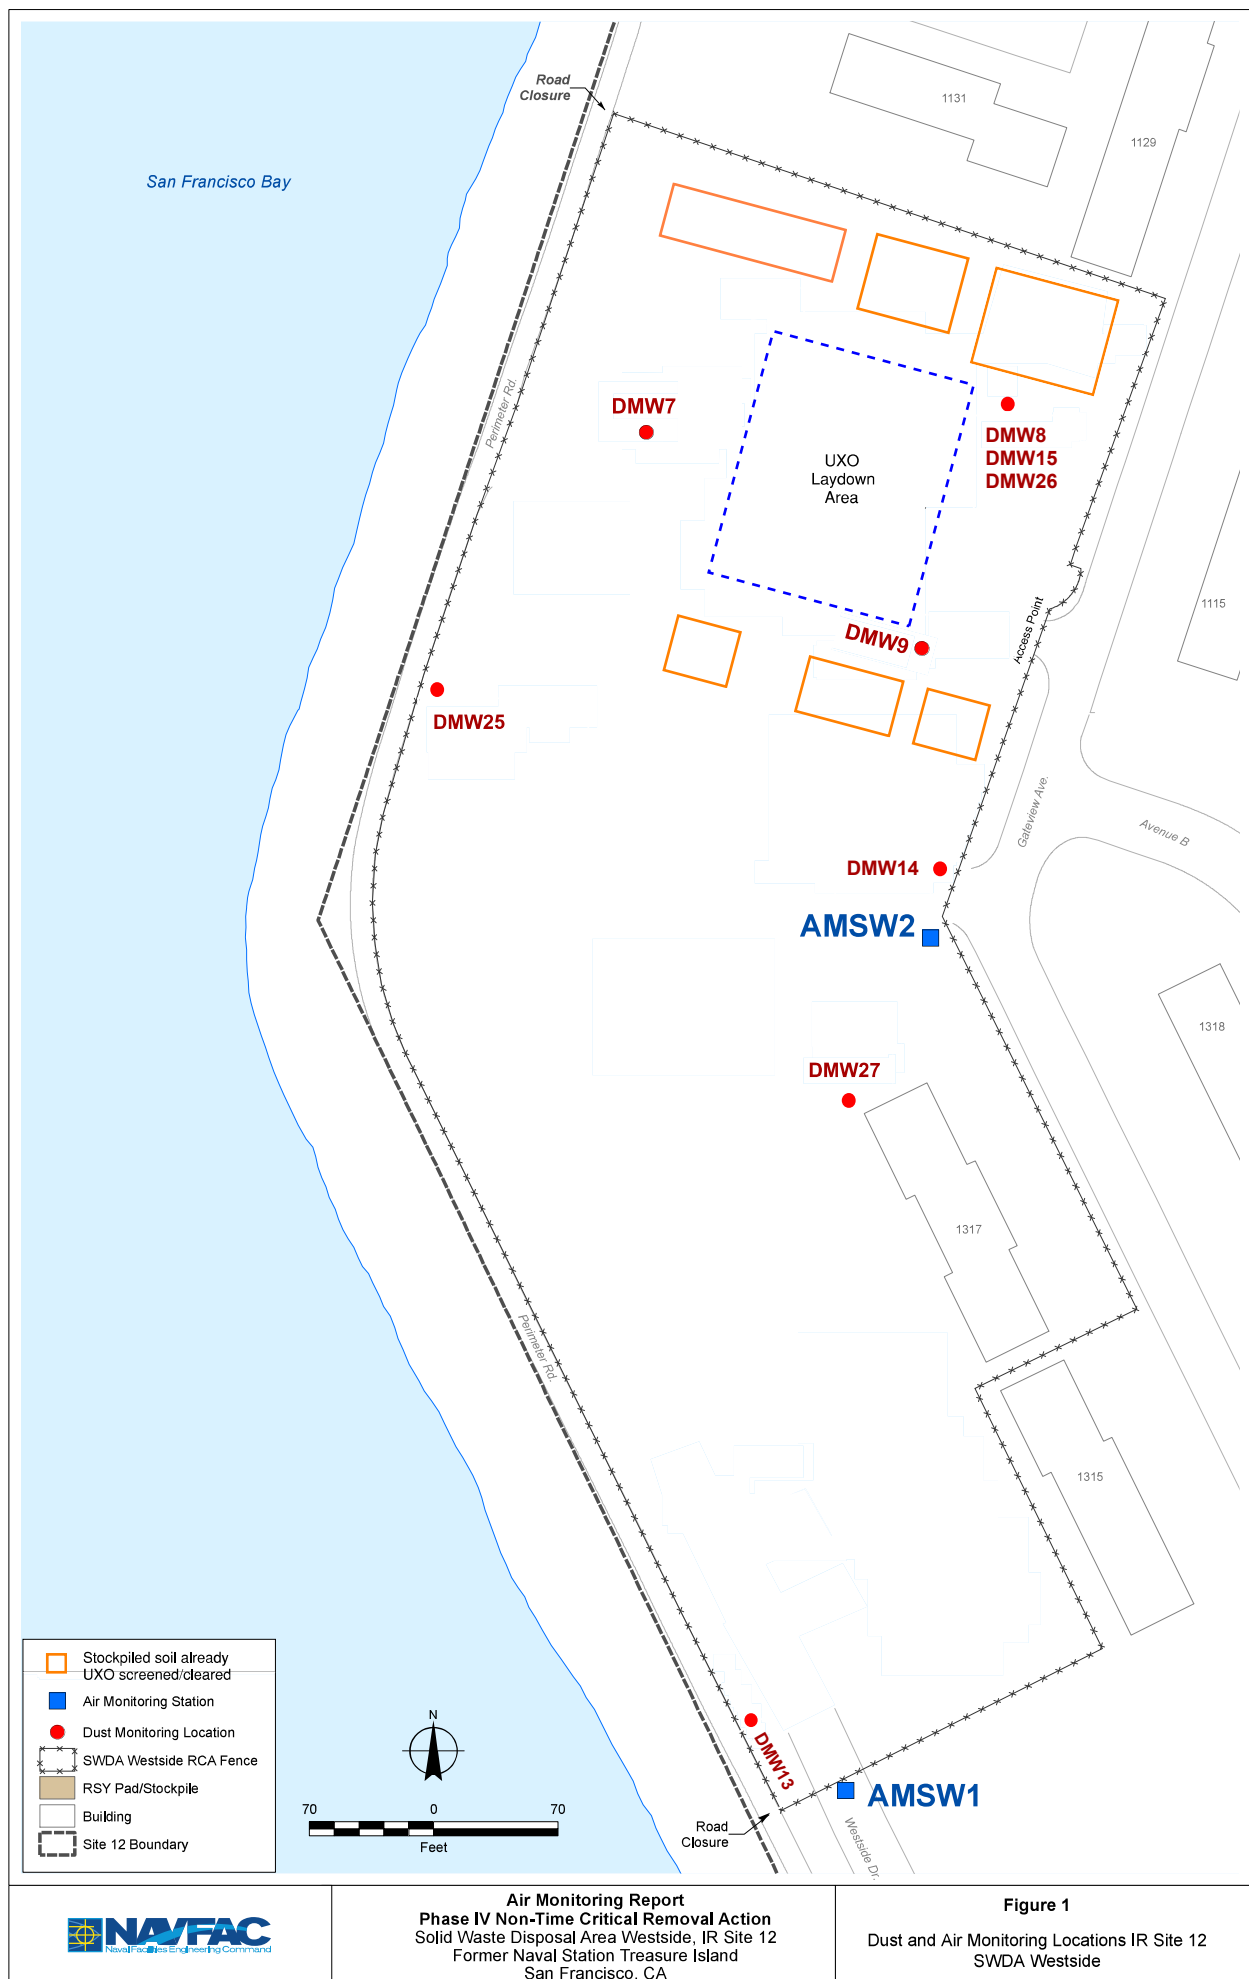 Road
Closure
1131
1129
San Francisco Bay
Perimeter Rd.
DMW7
DMW8
DMW15
DMW26
UXO
Laydown
Area
1115
Access Point
DMW9
DMW25
Gateview Ave.
Avenue B
DMW14
AMSW2
1318
DMW27
1317
Perimeter Rd.
1315
DMW13
AMSW1
Road
Closure
Westside Dr.
Stockpiled soil already
UXO screened/cleared
Air Monitoring Station
Dust Monitoring Location
SWDA Westside RCA Fence
RSY Pad/Stockpile
Building
Site 12 Boundary
N
70 0 70
Feet
NAVFAC
Naval Facilities Engineering Command
Air Monitoring Report
Phase IV Non-Time Critical Removal Action
Solid Waste Disposal Area Westside, IR Site 12
Former Naval Station Treasure Island
San Francisco, CA
Figure 1
Dust and Air Monitoring Locations IR Site 12
SWDA Westside